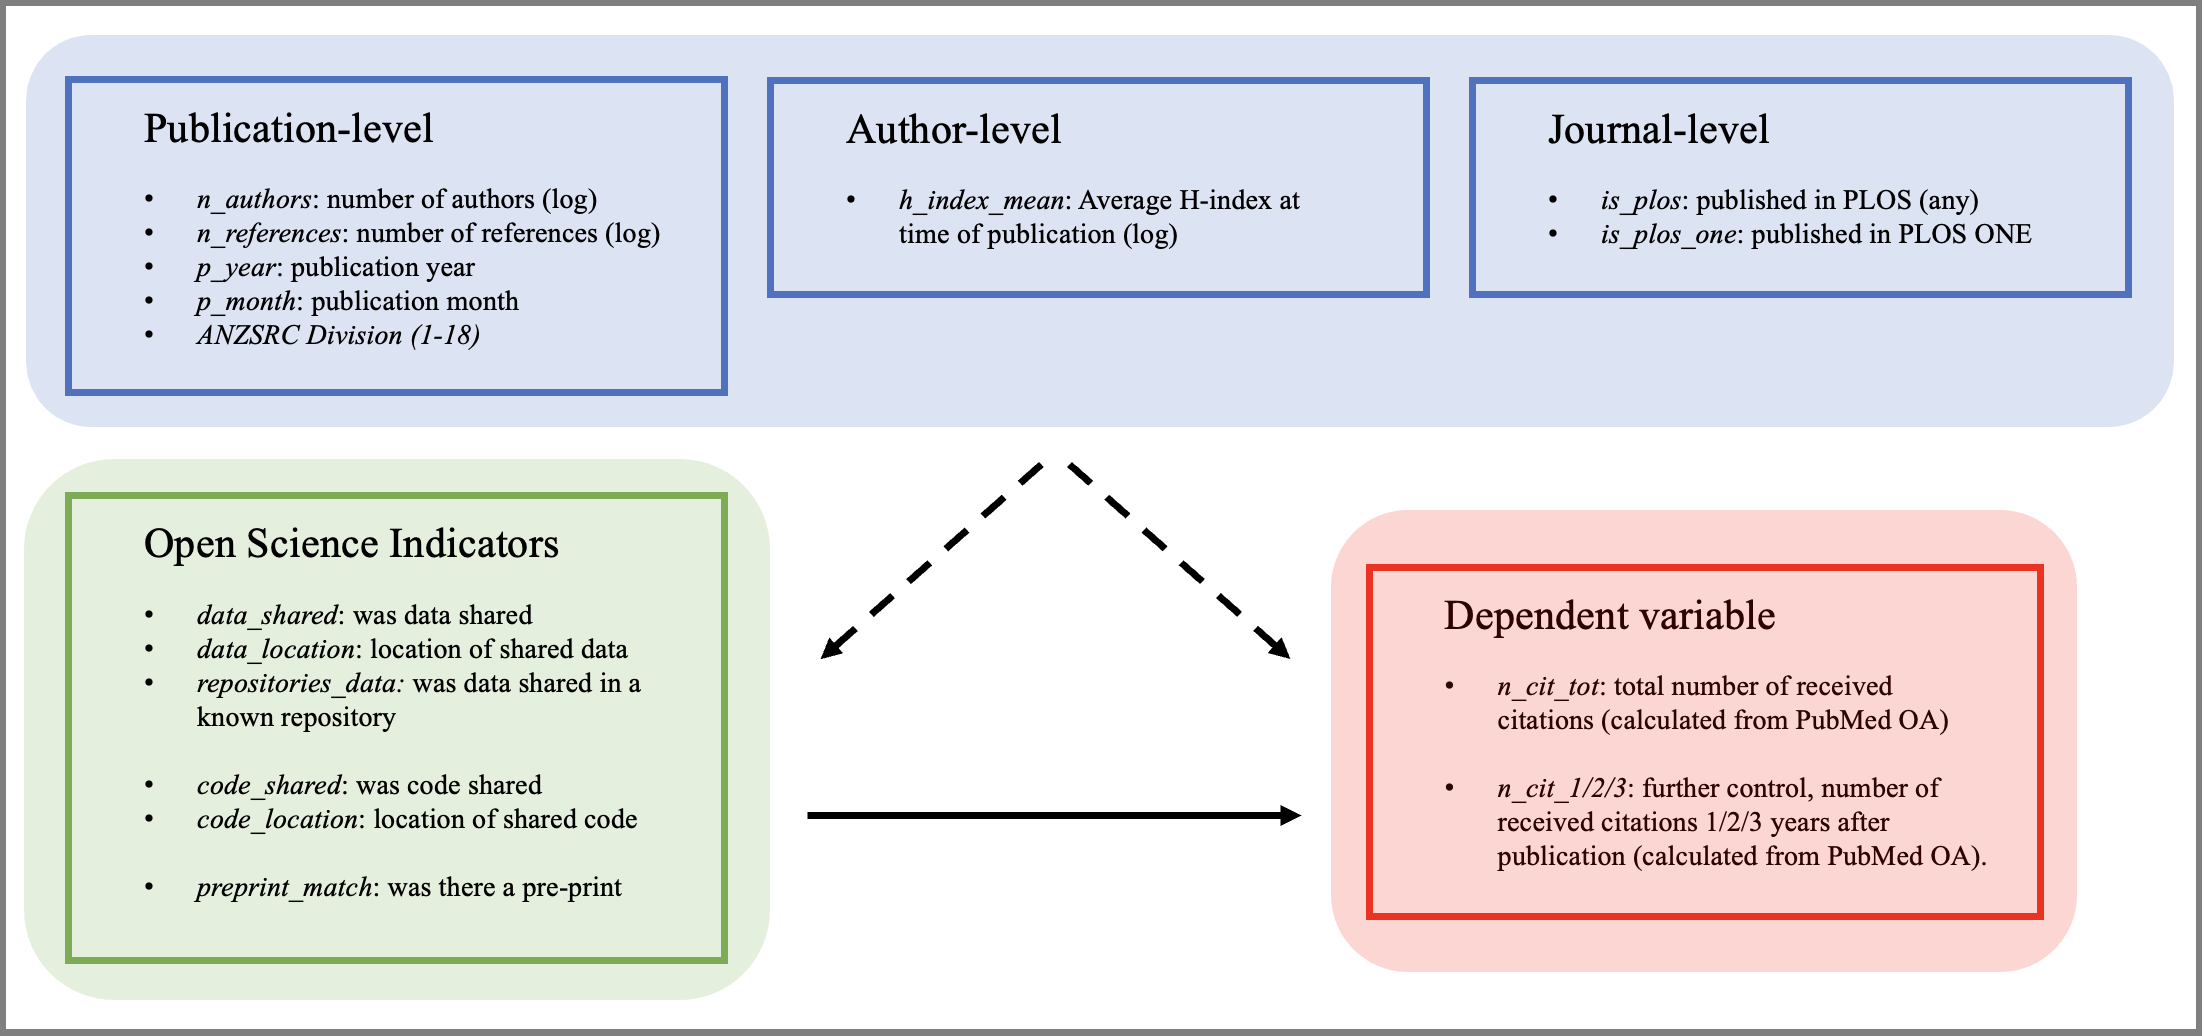 Publication-level
• n_authors: number of authors (log)
• n_references: number of references (log)
• p_year: publication year
• p_month: publication month
• ANZSRC Division (1-18)
Author-level
• h_index_mean: Average H-index at
time of publication (log)
Journal-level
• is_plos: published in PLOS (any)
• is_plos_one: published in PLOS ONE
Open Science Indicators
• data_shared: was data shared
• data_location: location of shared data
• repositories_data: was data shared in a
known repository
• code_shared: was code shared
• code_location: location of shared code
• preprint_match: was there a pre-print
Dependent variable
• n_cit_tot: total number of received
citations (calculated from PubMed OA)
• n_cit_1/2/3: further control, number of
received citations 1/2/3 years after
publication (calculated from PubMed OA).